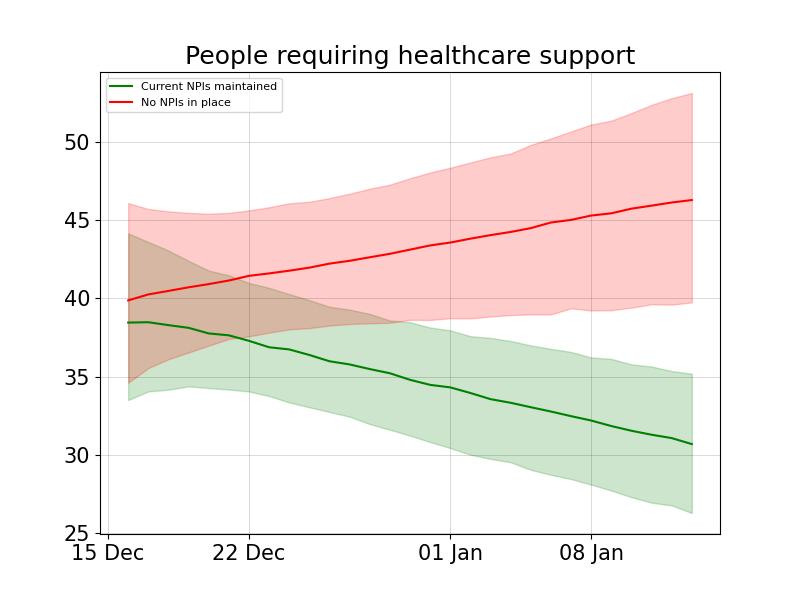 People requiring healthcare support
Current NPIs maintained
No NPIs in place
50
45
40
35
30
25
15 Dec 22 Dec 01 Jan 08 Jan